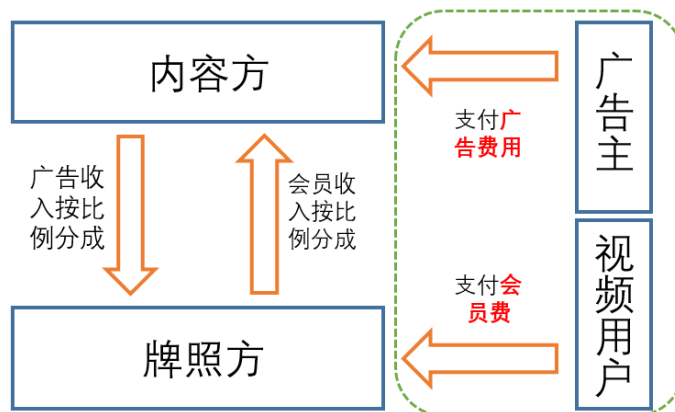 内容方
支付广
告费用
广告主
广告收
入按比
例分成
会员收
入按比
例分成
支付会
员费
视频用户
牌照方